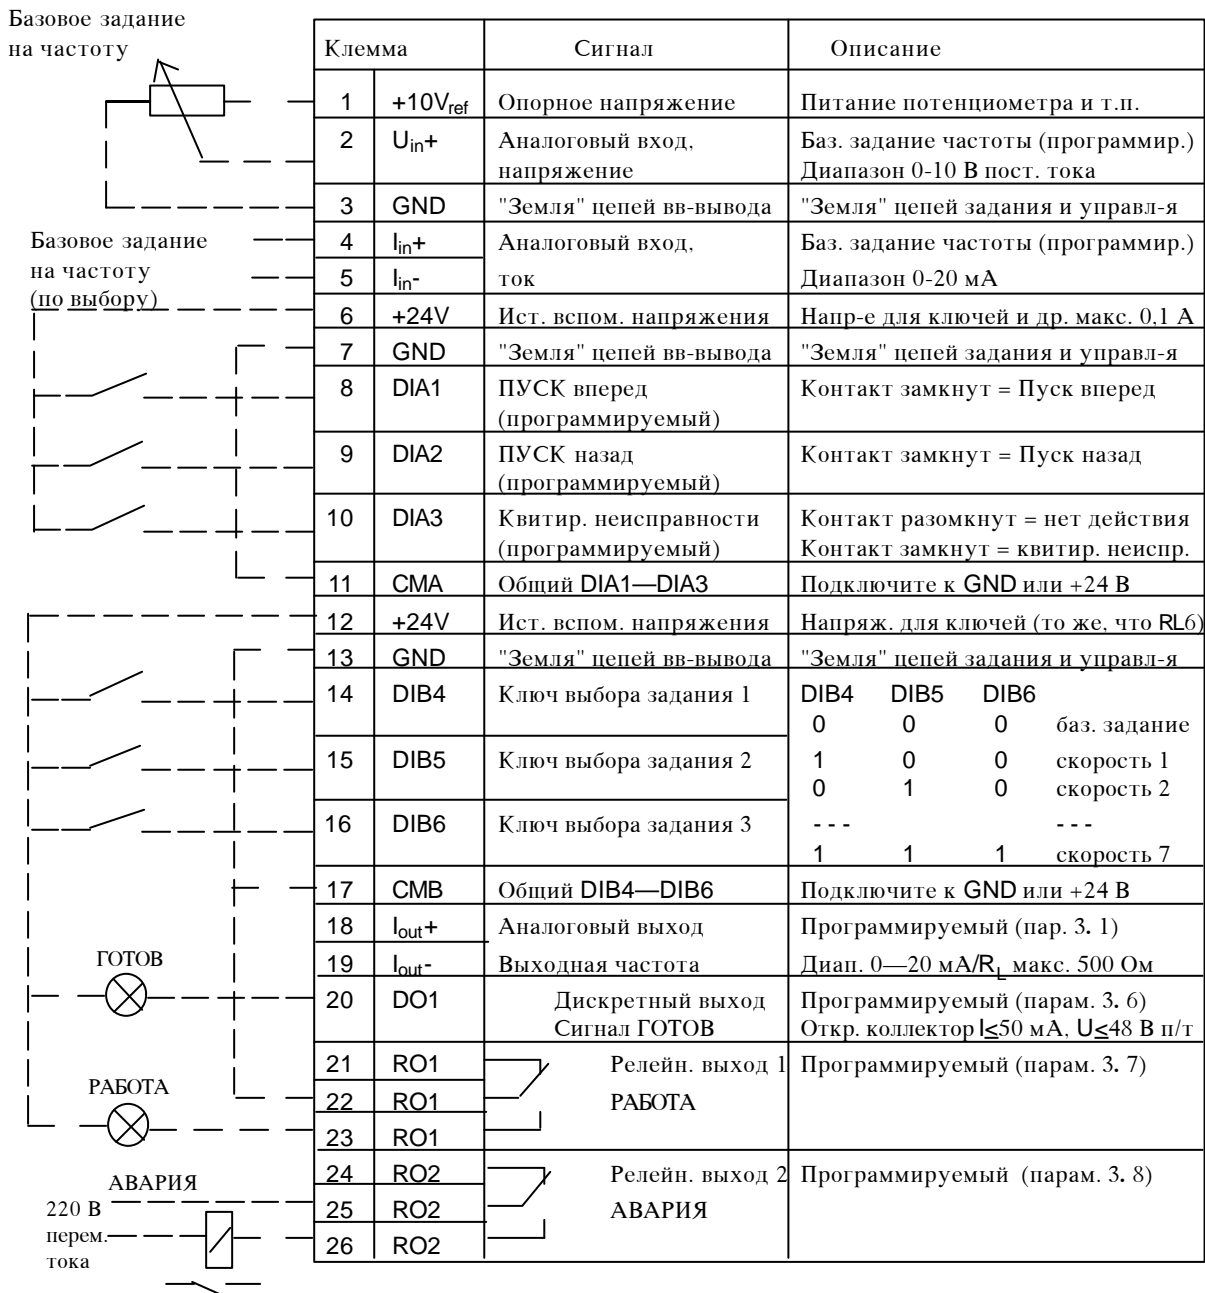 Базовое задание
на частоту
Клемма Сигнал Описание
1 +10Vref Опорное напряжение Питание потенциометра и т.п.
2 Uin+ Аналоговый вход, Баз. задание частоты (программир.)
напряжение Диапазон 0-10 В пост. тока
3 GND "Земля" цепей вв-вывода "Земля" цепей задания и управл-я
Базовое задание
на частоту
(по выбору)
4 Iin+ Аналоговый вход, Баз. задание частоты (программир.)
5 Iin- ток Диапазон 0-20 мА
6 +24V Ист. вспом. напряжения Напр-е для ключей и др. макс. 0,1 А
7 GND "Земля" цепей вв-вывода "Земля" цепей задания и управл-я
8 DIA1 ПУСК вперед Контакт замкнут = Пуск вперед
(программируемый)
9 DIA2 ПУСК назад Контакт замкнут = Пуск назад
(программируемый)
10 DIA3 Квитир. неисправности Контакт разомкнут = нет действия
(программируемый) Контакт замкнут = квитир. неиспр.
11 CMA Общий DIA1—DIA3 Подключите к GND или +24 В
12 +24V Ист. вспом. напряжения Напряж. для ключей (то же, что RL6)
13 GND "Земля" цепей вв-вывода "Земля" цепей задания и управл-я
14 DIB4 Ключ выбора задания 1 DIB4 DIB5 DIB6
0 0 0 баз. задание
15 DIB5 Ключ выбора задания 2 1 0 0 скорость 1
0 1 0 скорость 2
16 DIB6 Ключ выбора задания 3 - - - - - -
1 1 1 скорость 7
17 CMB Общий DIB4—DIB6 Подключите к GND или +24 В
18 Iout+ Аналоговый выход Программируемый (пар. 3. 1)
19 Iout- Выходная частота Диап. 0—20 мА/RL макс. 500 Ом
ГОТОВ
20 DO1 Дискретный выход Программируемый (парам. 3. 6)
Сигнал ГОТОВ Откр. коллектор I≤50 мА, U≤48 В п/т
21 RO1 Релейн. выход 1 Программируемый (парам. 3. 7)
РАБОТА
22 RO1 РАБОТА
23 RO1
24 RO2 Релейн. выход 2 Программируемый (парам. 3. 8)
АВАРИЯ
25 RO2 АВАРИЯ
26 RO2
220 В
перем.
тока